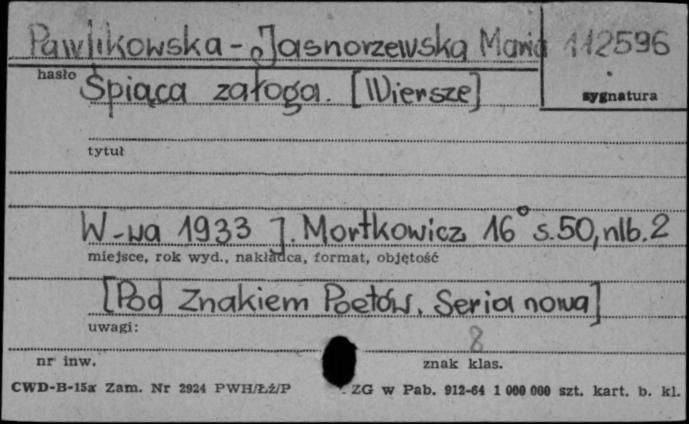 Pawlikowska-Jasnorzewska Maria 112596
hasło Śpiąca załoga. [Wiersze] sygnatura
tytuł
W-wa 1933 J. Mortkowicz 16° s.50, nlb.2
miejsce, rok wyd., nakładca, format, objętość
[Pod Znakiem Poetów. Seria nowa]
uwagi: 8
nr inw. znak klas.
CWD-B-15a Zam. Nr 2924 PWH/Łź/P ZG w Pab. 912-64 1 000 000 szt. kart. b. kl.